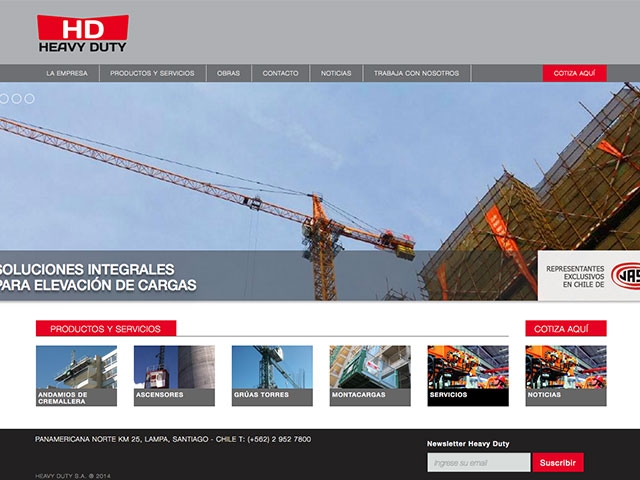 HD
HEAVY DUTY
LA EMPRESA
PRODUCTOS Y SERVICIOS
OBRAS
CONTACTO
NOTICIAS
TRABAJA CON NOSOTROS
COTIZA AQUÍ
SOLUCIONES INTEGRALES
PARA ELEVACIÓN DE CARGAS
REPRESENTANTES
EXCLUSIVOS
EN CHILE DE
PRODUCTOS Y SERVICIOS
COTIZA AQUÍ
ANDAMIOS DE
CREMALLERA
ASCENSORES
GRÚAS TORRES
MONTACARGAS
SERVICIOS
NOTICIAS
PANAMERICANA NORTE KM 25, LAMPA, SANTIAGO - CHILE T: (+562) 2 952 7800
Newsletter Heavy Duty
Ingrese su email
Suscribir
HEAVY DUTY S.A. ® 2014